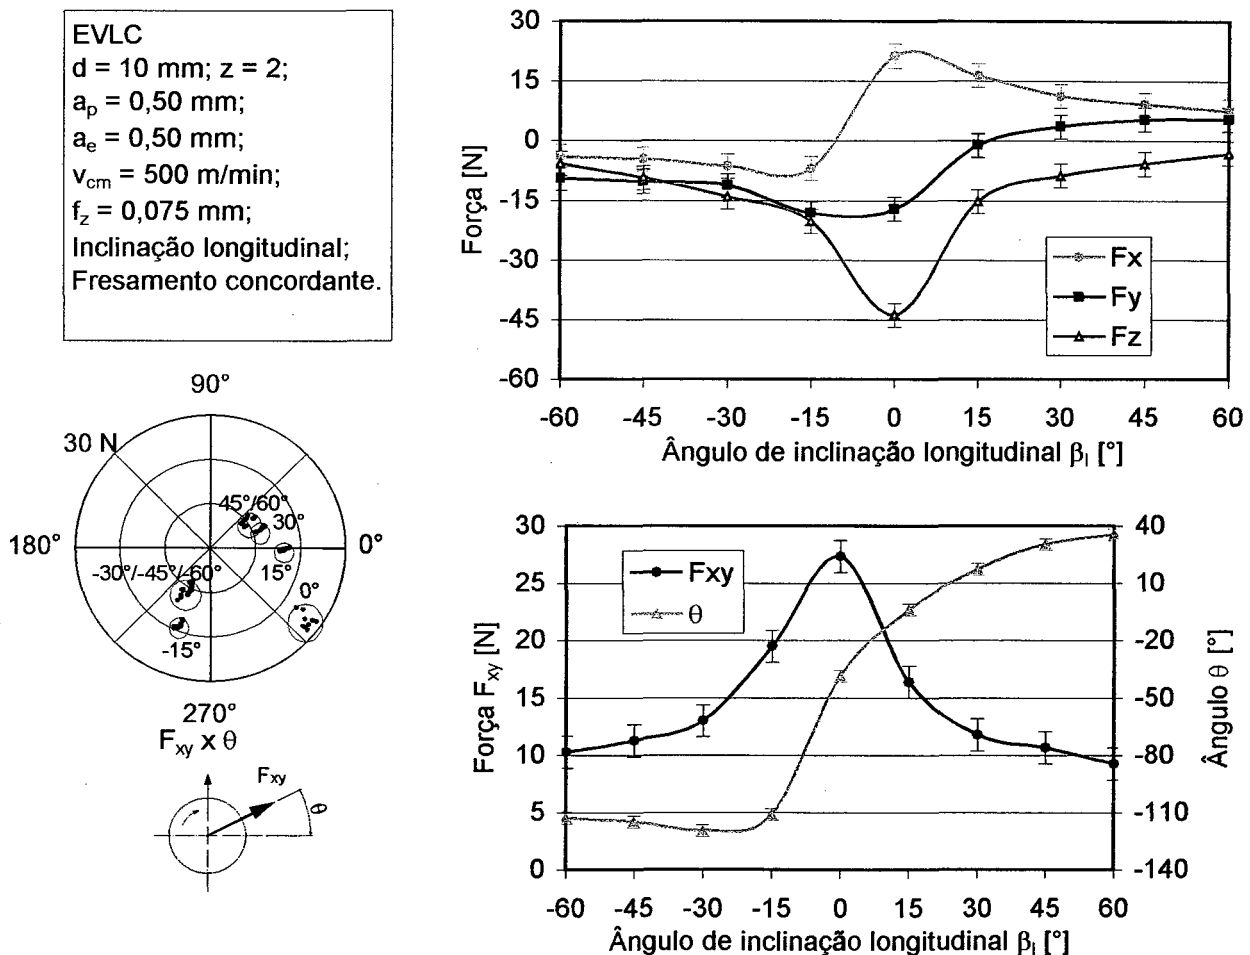 EVLC
d = 10 mm; z = 2;
a_p = 0,50 mm;
a_e = 0,50 mm;
v_cm = 500 m/min;
f_z = 0,075 mm;
Inclinação longitudinal;
Fresamento concordante.
30
15
0
-15
-30
-45
-60
Força [N]
Fx
Fy
Fz
-60 -45 -30 -15 0 15 30 45 60
Ângulo de inclinação longitudinal β_l [°]
90°
30 N
45°/60°
30°
180°
0°
-30°/-45°/-60°
15°
0°
-15°
270°
F_xy x θ
F_xy
θ
30
25
20
15
10
5
0
Força F_xy [N]
Fxy
θ
40
10
-20
-50
-80
-110
-140
Ângulo θ [°]
-60 -45 -30 -15 0 15 30 45 60
Ângulo de inclinação longitudinal β_l [°]